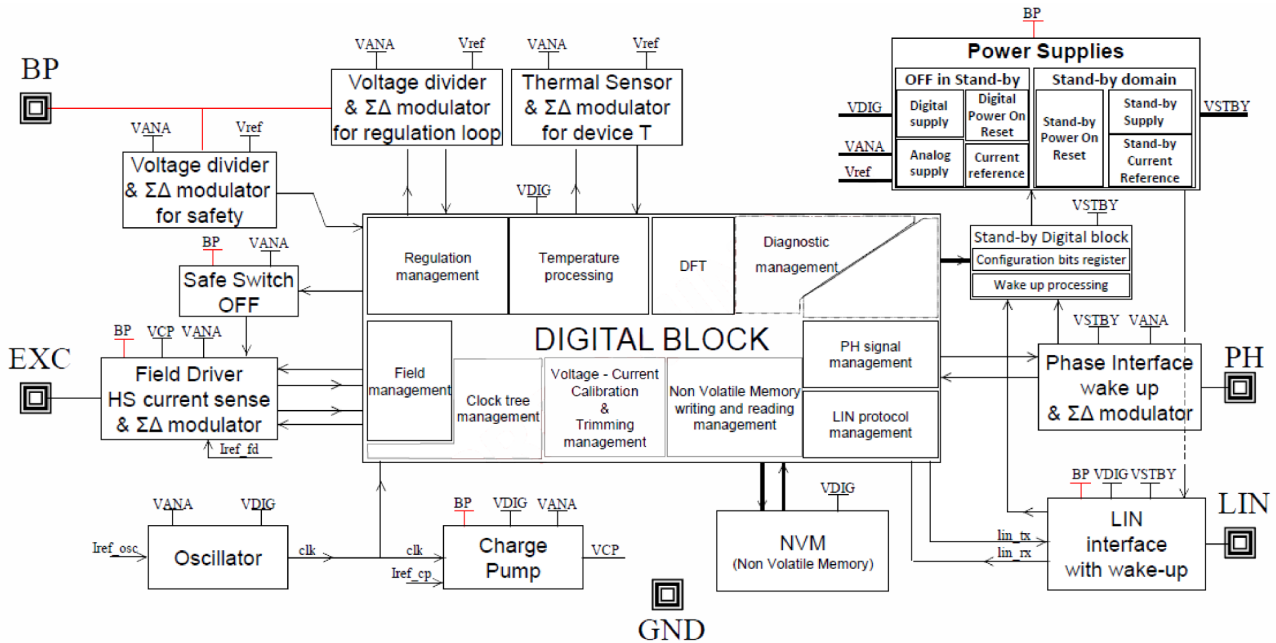 BP
VANA
Vref
Voltage divider
& ΣΔ modulator
for regulation loop
VANA
Vref
Thermal Sensor
& ΣΔ modulator
for device T
BP
Power Supplies
OFF in Stand-by
Stand-by domain
Digital
supply
Digital
Power On
Reset
Analog
supply
Current
reference
Stand-by
Power On
Reset
Stand-by
Supply
Stand-by
Current
Reference
VDIG
VANA
Vref
VSTBY
VANA
Vref
Voltage divider
& ΣΔ modulator
for safety
VDIG
Regulation
management
Temperature
processing
DFT
Diagnostic
management
VSTBY
Stand-by Digital block
Configuration bits register
Wake up processing
BP
VANA
Safe Switch
OFF
DIGITAL BLOCK
EXC
BP
VCP
VANA
Field Driver
HS current sense
& ΣΔ modulator
Iref_fd
Field
management
Clock tree
management
Voltage - Current
Calibration
&
Trimming
management
Non Volatile Memory
writing and reading
management
PH signal
management
LIN protocol
management
VSTBY
VANA
Phase Interface
wake up
& ΣΔ modulator
PH
VANA
VDIG
Iref_osc
Oscillator
clk
clk
BP
VDIG
VANA
Charge
Pump
Iref_cp
VCP
VDIG
NVM
(Non Volatile Memory)
lin_tx
lin_rx
BP
VDIG
VSTBY
LIN
interface
with wake-up
LIN
GND